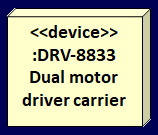 <<device>>
:DRV-8833
Dual motor
driver carrier